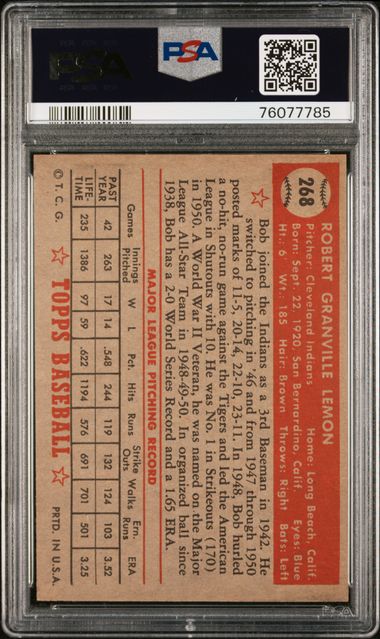 PSA
PSA
76077785
268
ROBERT GRANVILLE LEMON
Pitcher: Cleveland Indians Home: Long Beach, Calif.
Born: Sept. 22, 1920, San Bernardino, Calif. Eyes: Blue
Ht.: 6' Wt.: 185 Hair: Brown Throws: Right Bats: Left
Bob joined the Indians as a 3rd Baseman in 1942. He
switched to pitching in '46 and from 1947 through 1950
posted marks of 11-5, 20-14, 22-10, 23-11. In 1948, Bob hurled
a no-hit, no-run game against the Tigers and led the American
League in Shutouts with 10. He was No. 1 in Strikeouts (170)
in 1950. A World War II Veteran, he was named on the Major
League All-Star Team in 1948-49-50. In organized ball since
1938, Bob has a 2-0 World Series Record and a 1.65 ERA.
MAJOR LEAGUE PITCHING RECORD
Games Innings Pitched W L Pct. Hits Runs Strike Outs Walks Ern. Runs ERA
PAST YEAR 42 263 17 14 .548 244 119 132 124 103 3.52
LIFE-TIME 235 1386 97 59 .622 1194 576 691 701 501 3.25
© T. C. G. TOPPS BASEBALL PRTD. IN U.S.A.